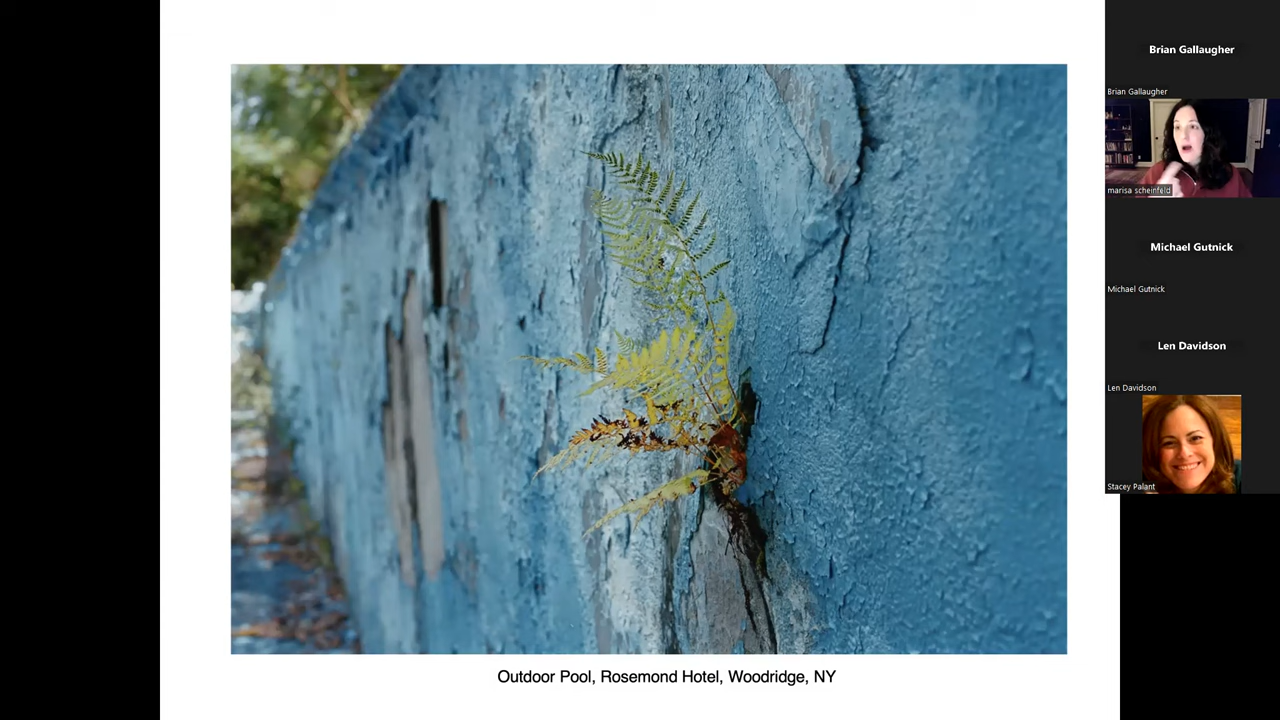 Brian Gallaugher
Brian Gallaugher
marisa scheinfeld
Michael Gutnick
Michael Gutnick
Len Davidson
Len Davidson
Stacey Palant
Outdoor Pool, Rosemond Hotel, Woodridge, NY